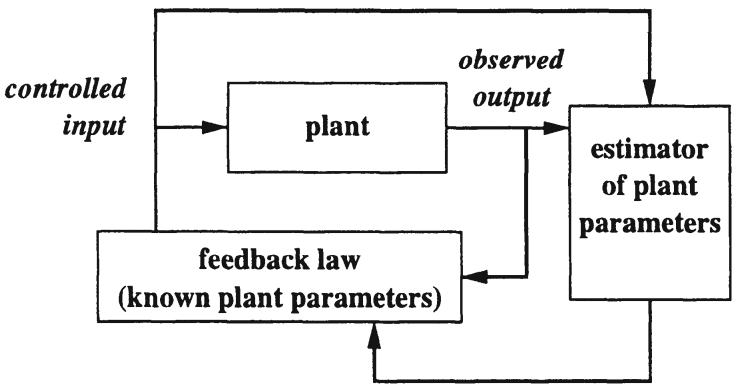 controlled
input
plant
observed
output
estimator
of plant
parameters
feedback law
(known plant parameters)